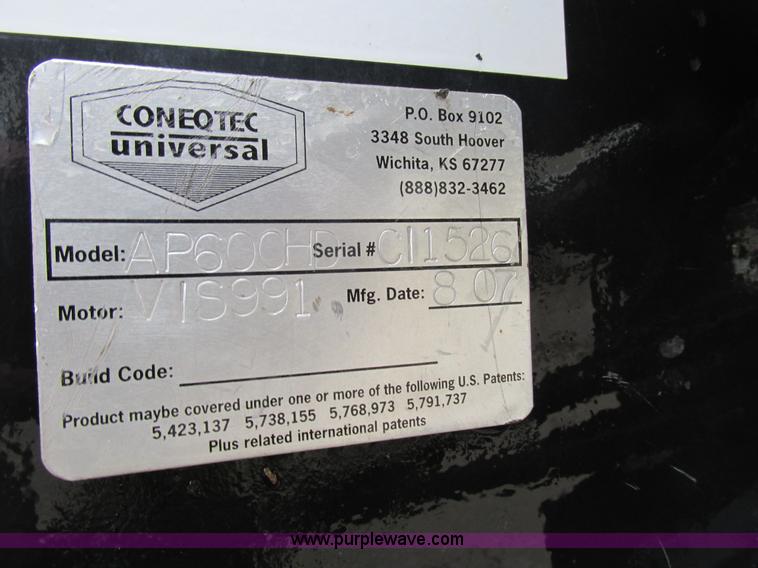 CONEQTEC
universal
P.O. Box 9102
3348 South Hoover
Wichita, KS 67277
(888)832-3462
Model: AP600HD Serial # C11526
Motor: VIS991 Mfg. Date: 8 07
Build Code:
Product maybe covered under one or more of the following U.S. Patents:
5,423,137 5,738,155 5,768,973 5,791,737
Plus related international patents
www.purplewave.com